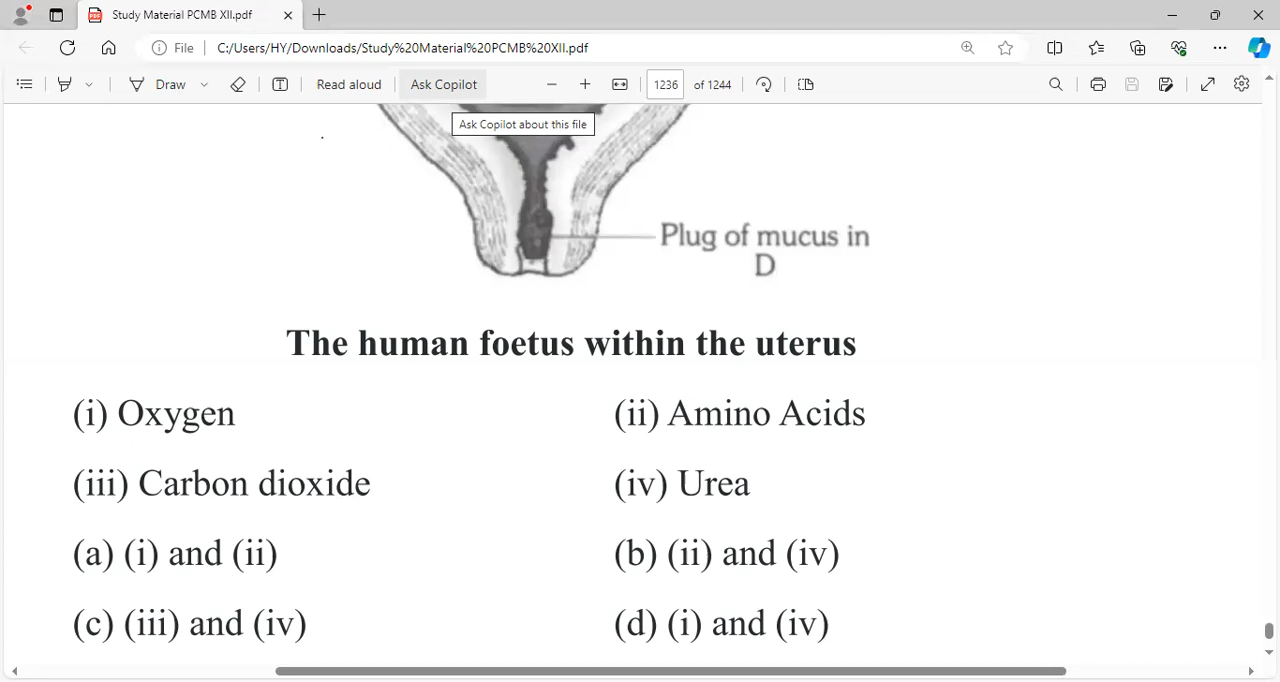 Study Material PCMB XII.pdf
File C:/Users/HY/Downloads/Study%20Material%20PCMB%20XII.pdf
Draw Read aloud Ask Copilot 1236 of 1244
Ask Copilot about this file
Plug of mucus in
D
The human foetus within the uterus
(i) Oxygen (ii) Amino Acids
(iii) Carbon dioxide (iv) Urea
(a) (i) and (ii) (b) (ii) and (iv)
(c) (iii) and (iv) (d) (i) and (iv)